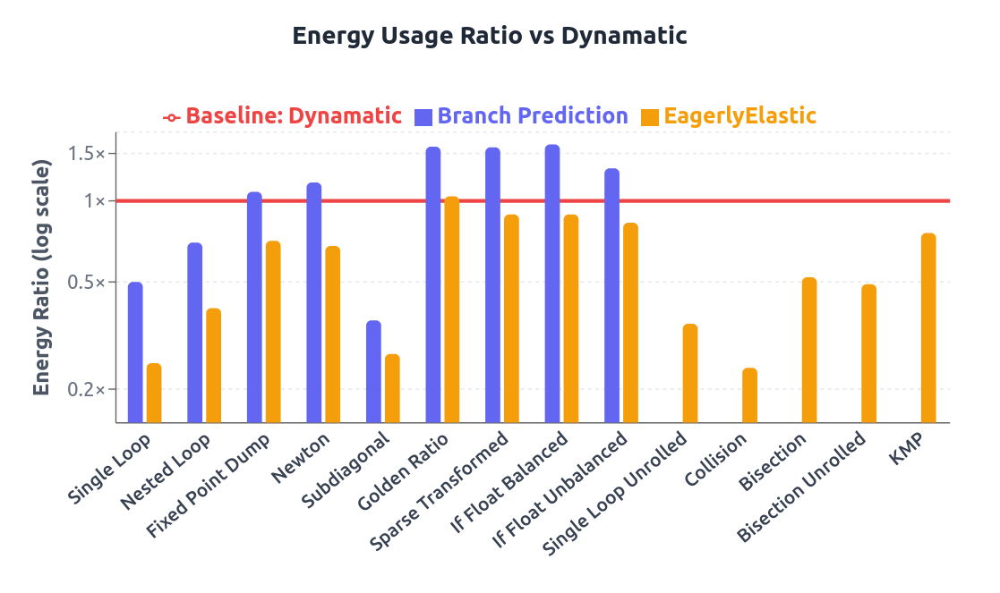 Energy Usage Ratio vs Dynamatic
Baseline: Dynamatic Branch Prediction EagerlyElastic
Energy Ratio (log scale)
1.5×
1×
0.5×
0.2×
Single Loop
Nested Loop
Fixed Point Dump
Newton
Subdiagonal
Golden Ratio
Sparse Transformed
If Float Balanced
If Float Unbalanced
Single Loop Unrolled
Collision
Bisection
Bisection Unrolled
KMP